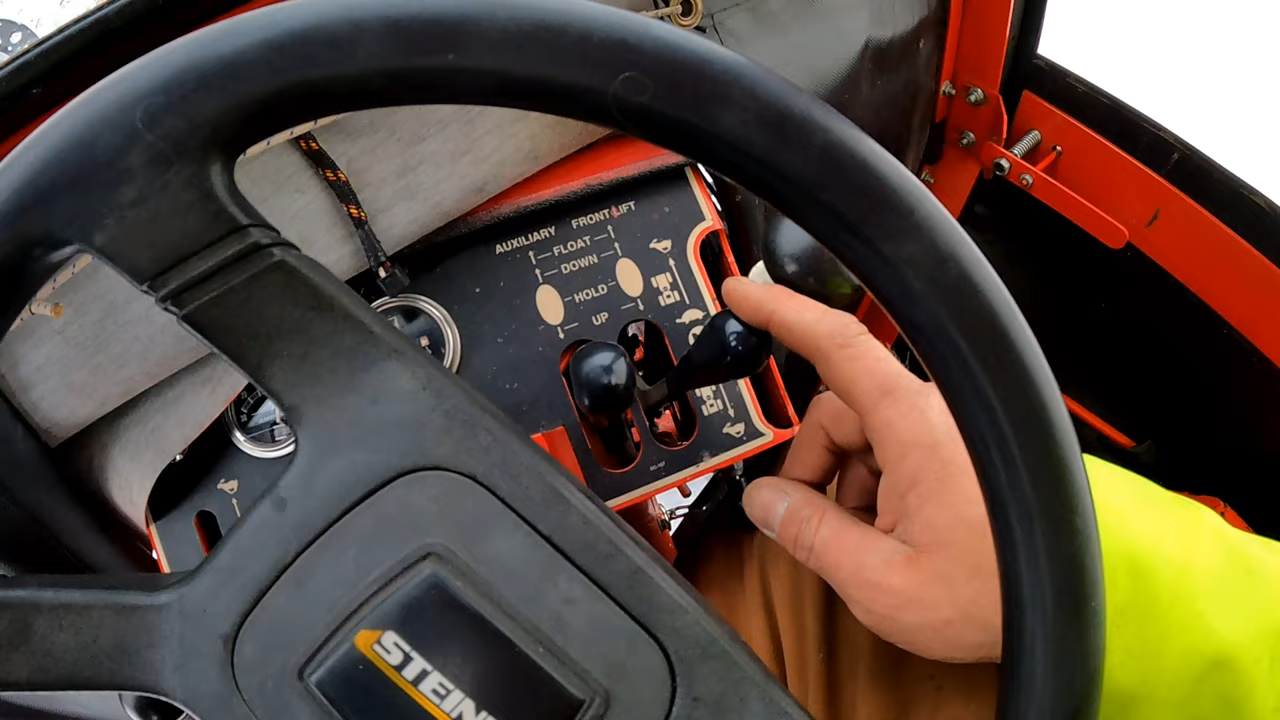 AUXILIARY FRONT LIFT
FLOAT
DOWN
HOLD
UP
STEIN